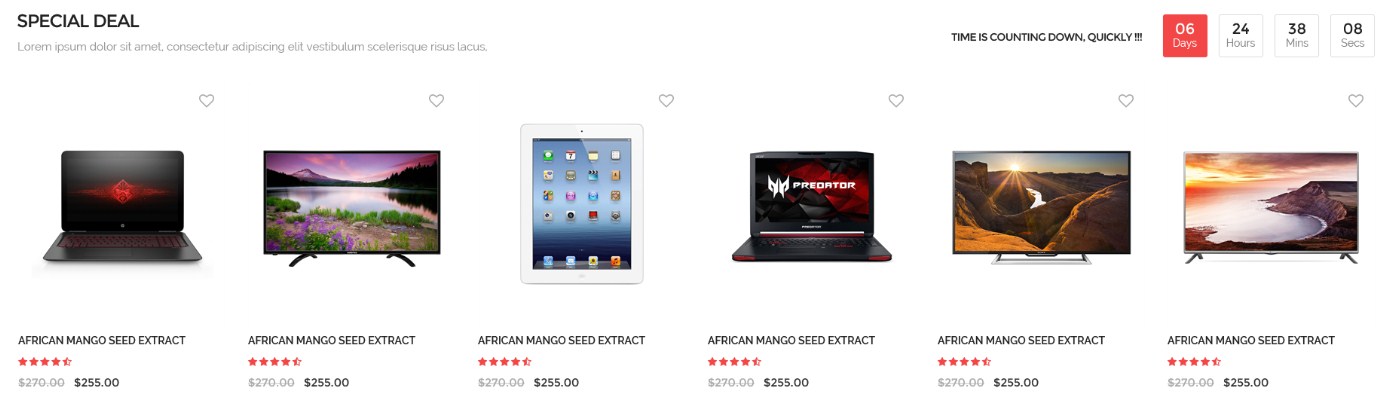 SPECIAL DEAL
Lorem ipsum dolor sit amet, consectetur adipiscing elit vestibulum scelerisque risus lacus,
TIME IS COUNTING DOWN, QUICKLY !!!
06 24 38 08
Days Hours Mins Secs
PREDATOR
AFRICAN MANGO SEED EXTRACT AFRICAN MANGO SEED EXTRACT AFRICAN MANGO SEED EXTRACT AFRICAN MANGO SEED EXTRACT AFRICAN MANGO SEED EXTRACT AFRICAN MANGO SEED EXTRACT
$270.00 $255.00 $270.00 $255.00 $270.00 $255.00 $270.00 $255.00 $270.00 $255.00 $270.00 $255.00